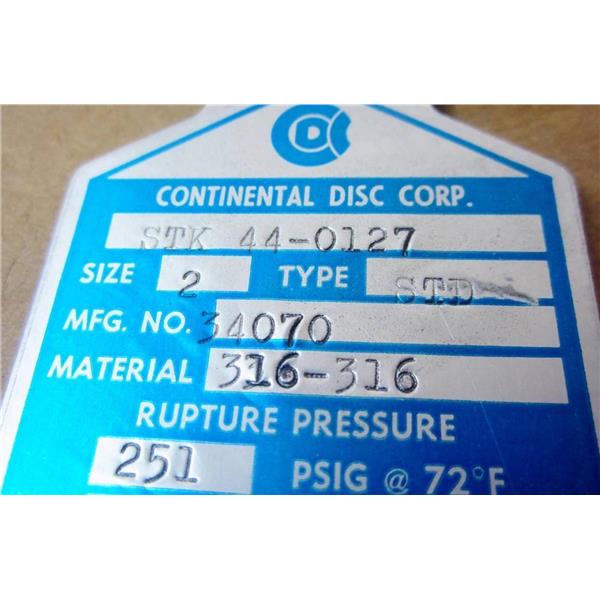 CONTINENTAL DISC CORP.
STK 44-0127
SIZE 2 TYPE STD
MFG. NO. 34070
MATERIAL 316-316
RUPTURE PRESSURE
251 PSIG @ 72°F